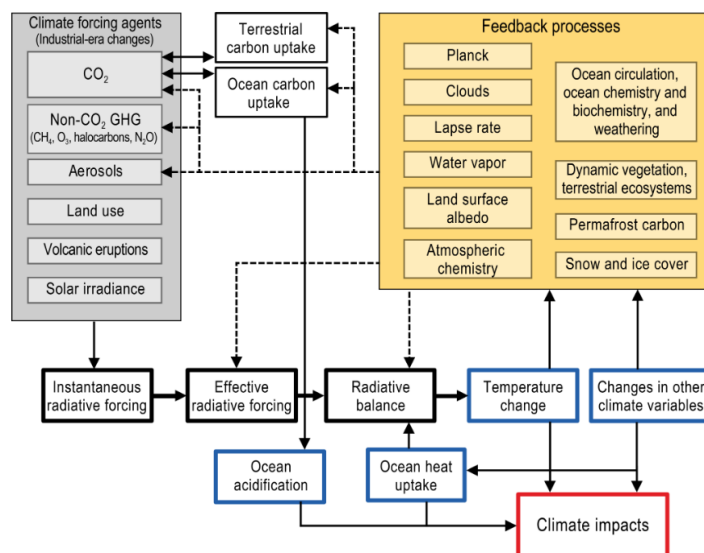 Climate forcing agents
(Industrial-era changes)
CO₂
Non-CO₂ GHG
(CH₄, O₃, halocarbons, N₂O)
Aerosols
Land use
Volcanic eruptions
Solar irradiance
Terrestrial
carbon uptake
Ocean carbon
uptake
Feedback processes
Planck
Clouds
Lapse rate
Water vapor
Land surface
albedo
Atmospheric
chemistry
Ocean circulation,
ocean chemistry and
biochemistry, and
weathering
Dynamic vegetation,
terrestrial ecosystems
Permafrost carbon
Snow and ice cover
Instantaneous
radiative forcing
Effective
radiative forcing
Radiative
balance
Temperature
change
Changes in other
climate variables
Ocean
acidification
Ocean heat
uptake
Climate impacts